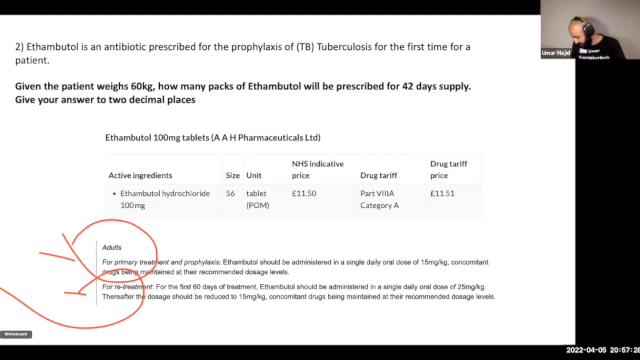 2) Ethambutol is an antibiotic prescribed for the prophylaxis of (TB) Tuberculosis for the first time for a
patient.
Given the patient weighs 60kg, how many packs of Ethambutol will be prescribed for 42 days supply.
Give your answer to two decimal places
Umar Majid
Ethambutol 100mg tablets (A A H Pharmaceuticals Ltd)
Active ingredients Size Unit NHS indicative price Drug tariff Drug tariff price
• Ethambutol hydrochloride 100mg 56 tablet (POM) £11.50 Part VIIIA Category A £11.51
Adults
For primary treatment and prophylaxis: Ethambutol should be administered in a single daily oral dose of 15mg/kg, concomitant
drugs being maintained at their recommended dosage levels.
For re-treatment: For the first 60 days of treatment, Ethambutol should be administered in a single daily oral dose of 25mg/kg.
Thereafter the dosage should be reduced to 15mg/kg, concomitant drugs being maintained at their recommended dosage levels.
Whiteboard
2022-04-05 20:57:28